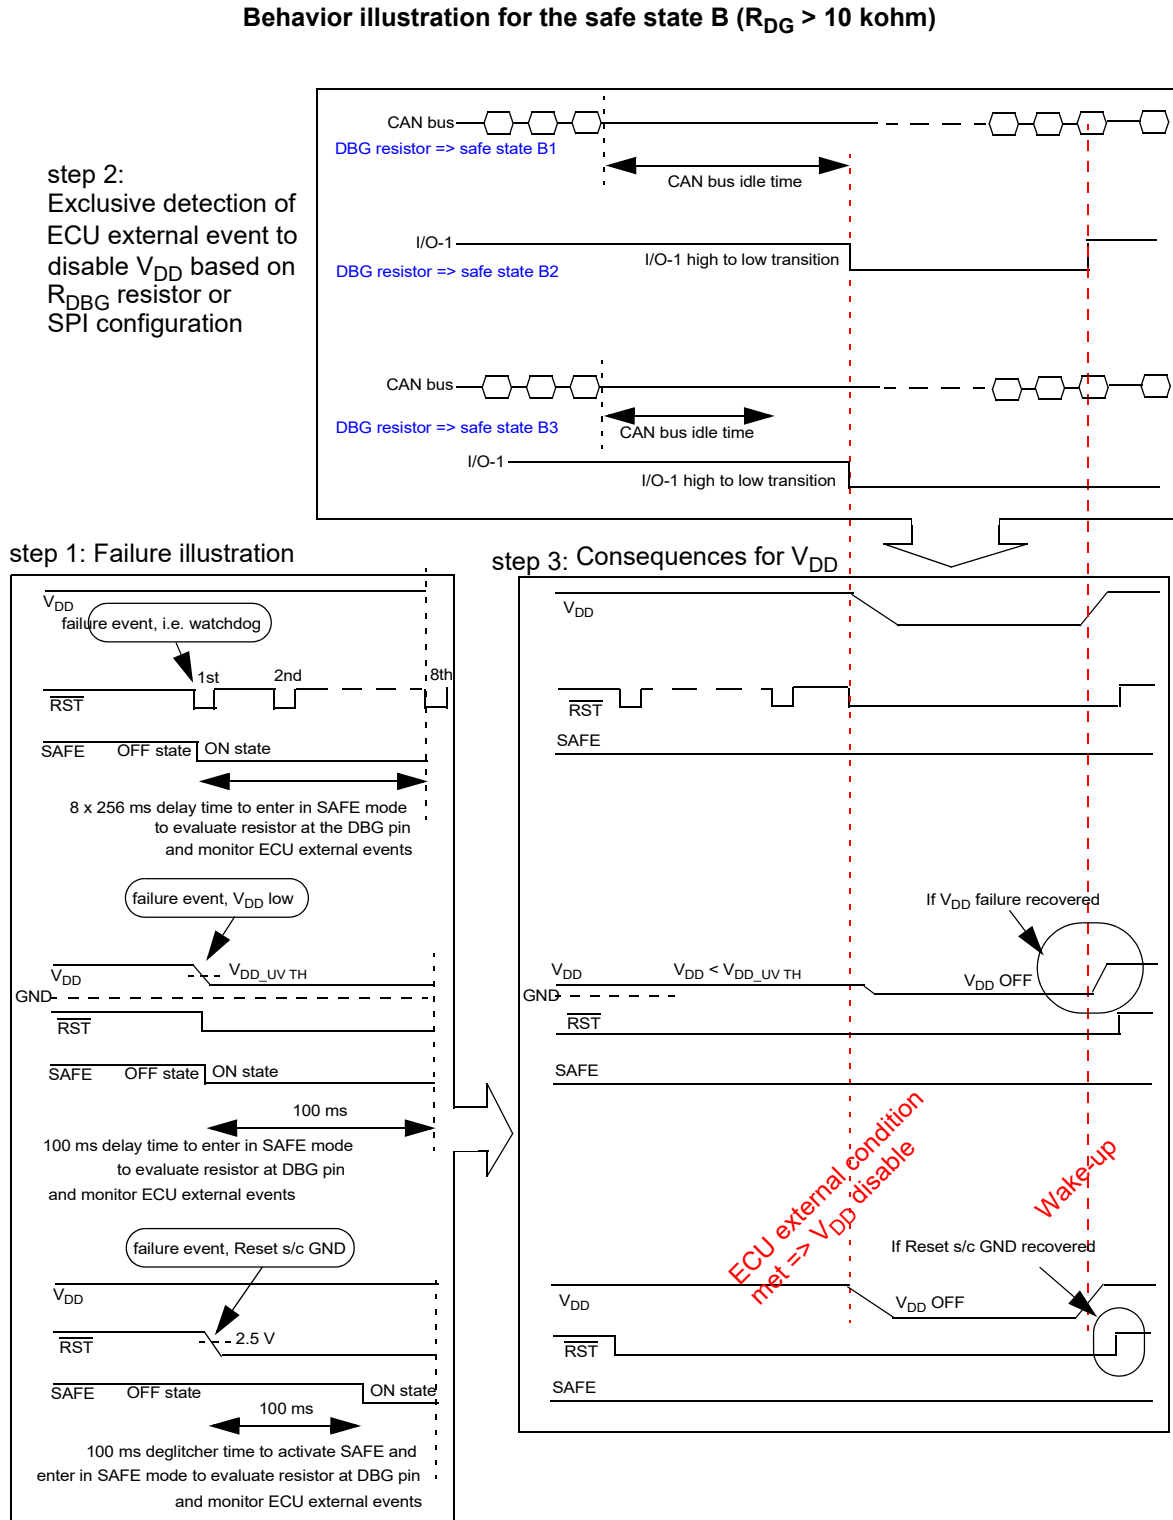 Behavior illustration for the safe state B (RDG > 10 kohm)
step 2:
Exclusive detection of
ECU external event to
disable VDD based on
RDBG resistor or
SPI configuration
CAN bus
DBG resistor => safe state B1
CAN bus idle time
I/O-1
I/O-1 high to low transition
DBG resistor => safe state B2
CAN bus
DBG resistor => safe state B3
CAN bus idle time
I/O-1
I/O-1 high to low transition
step 1: Failure illustration
VDD
failure event, i.e. watchdog
1st
2nd
8th
RST
SAFE
OFF state
ON state
8 x 256 ms delay time to enter in SAFE mode
to evaluate resistor at the DBG pin
and monitor ECU external events
failure event, VDD low
VDD
VDD_UV TH
GND
RST
SAFE
OFF state
ON state
100 ms
100 ms delay time to enter in SAFE mode
to evaluate resistor at DBG pin
and monitor ECU external events
failure event, Reset s/c GND
VDD
RST
2.5 V
SAFE
OFF state
ON state
100 ms
100 ms deglitcher time to activate SAFE and
enter in SAFE mode to evaluate resistor at DBG pin
and monitor ECU external events
step 3: Consequences for VDD
VDD
RST
SAFE
If VDD failure recovered
VDD
VDD < VDD_UV TH
VDD OFF
GND
RST
SAFE
ECU external condition
met => VDD disable
Wake-up
If Reset s/c GND recovered
VDD
VDD OFF
RST
SAFE